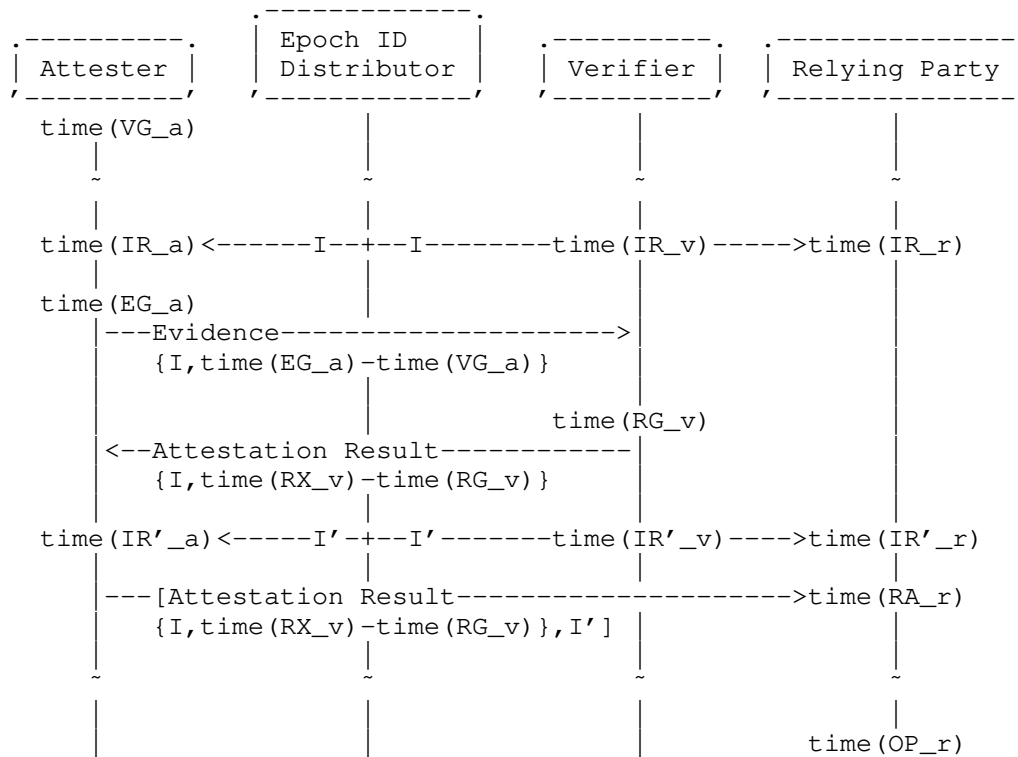 Epoch ID
Attester Distributor Verifier Relying Party
time(VG_a)
~ ~ ~ ~
time(IR_a)<------I--+--I--------time(IR_v)----->time(IR_r)
time(EG_a)
---Evidence--------------------->
{I,time(EG_a)-time(VG_a)}
time(RG_v)
<--Attestation Result------------
{I,time(RX_v)-time(RG_v)}
time(IR'_a)<-----I'-+--I'-------time(IR'_v)---->time(IR'_r)
---[Attestation Result--------------------->time(RA_r)
{I,time(RX_v)-time(RG_v)},I']
~ ~ ~ ~
time(OP_r)